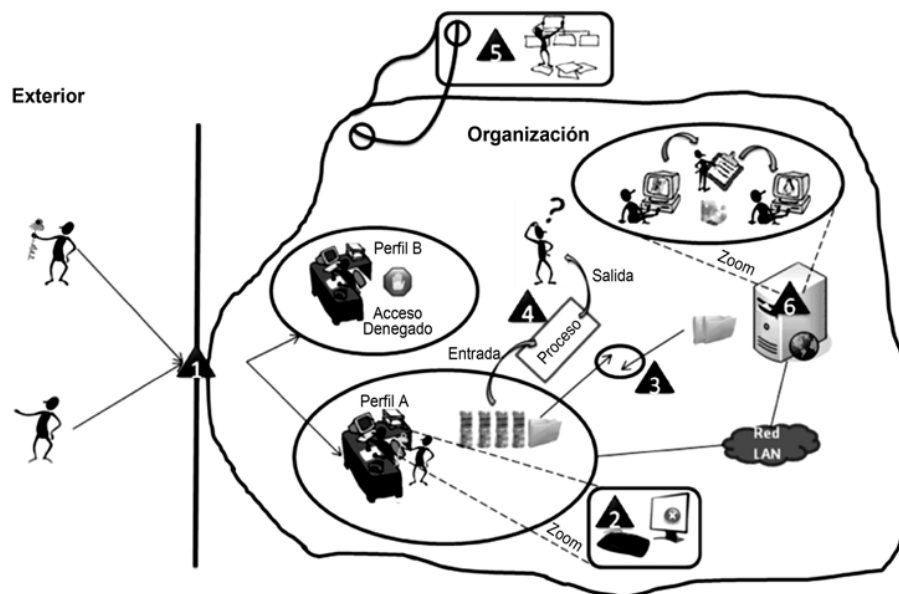 5
Exterior
Organización
Perfil B
Acceso
Denegado
?
Salida
Zoom
6
4
Proceso
Entrada
1
3
Perfil A
Red
LAN
2
Zoom